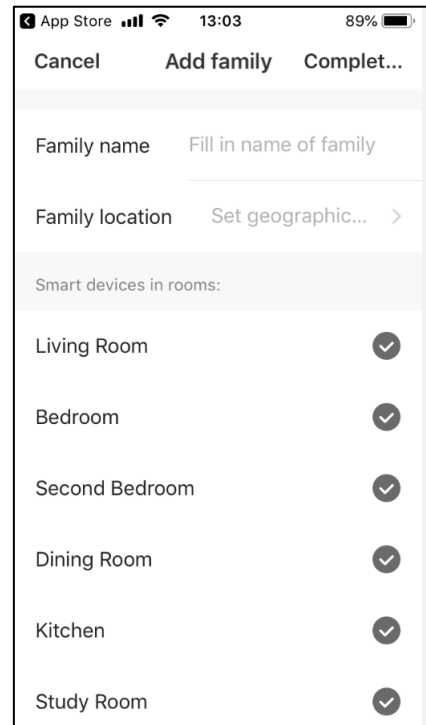 App Store 13:03 89%
Cancel Add family Complet...
Family name Fill in name of family
Family location Set geographic... >
Smart devices in rooms:
Living Room
Bedroom
Second Bedroom
Dining Room
Kitchen
Study Room